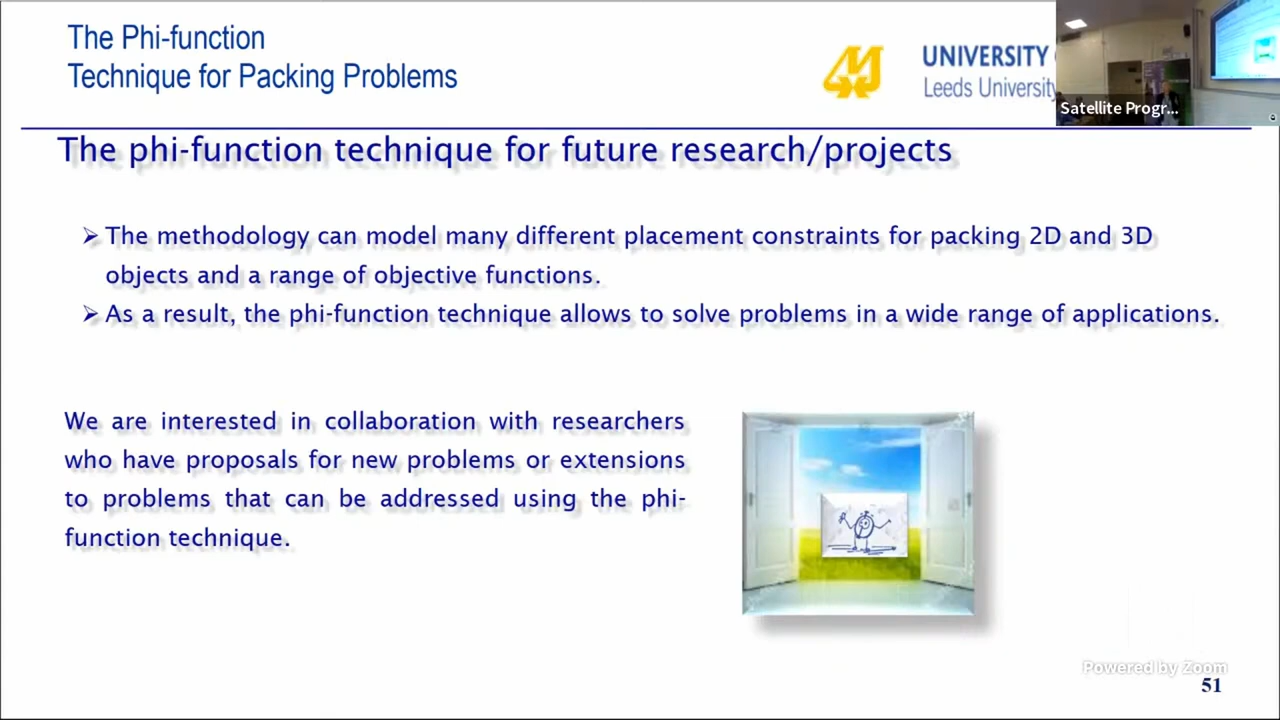 The Phi-function
Technique for Packing Problems
UNIVERSITY
Leeds University
Satellite Progr...
The phi-function technique for future research/projects
➢ The methodology can model many different placement constraints for packing 2D and 3D
objects and a range of objective functions.
➢ As a result, the phi-function technique allows to solve problems in a wide range of applications.
We are interested in collaboration with researchers
who have proposals for new problems or extensions
to problems that can be addressed using the phi-
function technique.
Powered by Zoom
51